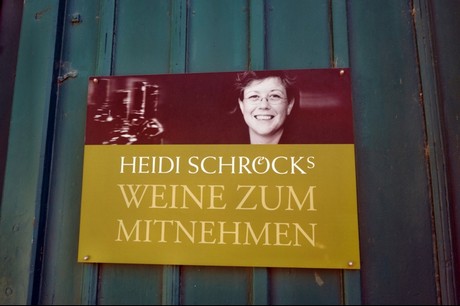 HEIDI SCHRÖCKS
WEINE ZUM
MITNEHMEN